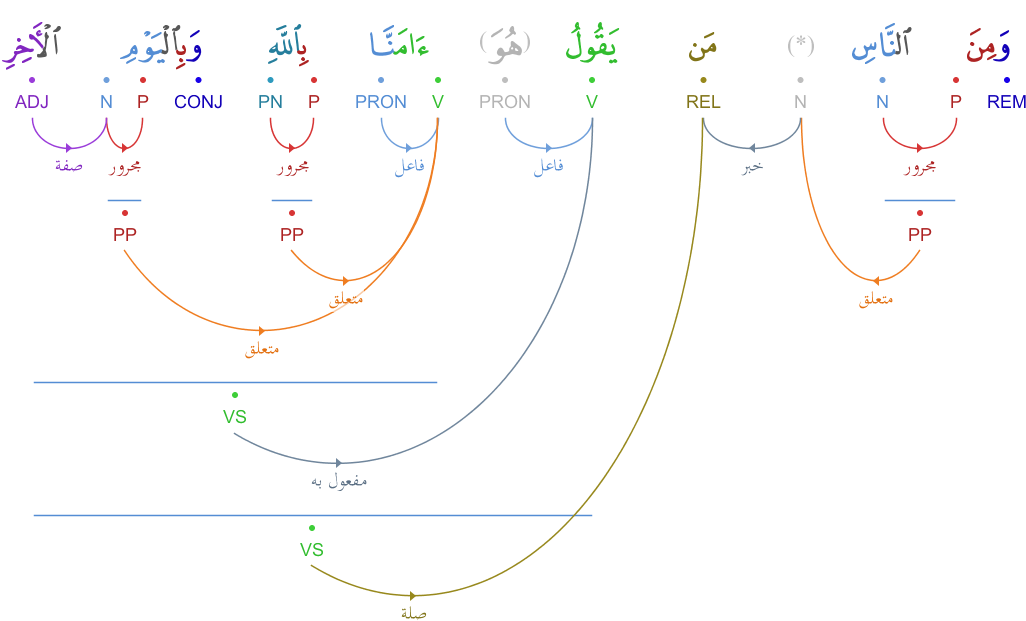 وَمِنَ ٱلنَّاسِ (*) مَن يَقُولُ (هُوَ) ءَامَنَّا بِٱللَّهِ وَبِٱلْيَوْمِ ٱلْأَخِرِ
REM P N N REL V PRON V PRON P PN CONJ P N ADJ
مجرور خبر فاعل فاعل مجرور مجرور صفة
PP PP PP
متعلق متعلق
متعلق
VS
مفعول به
VS
صلة